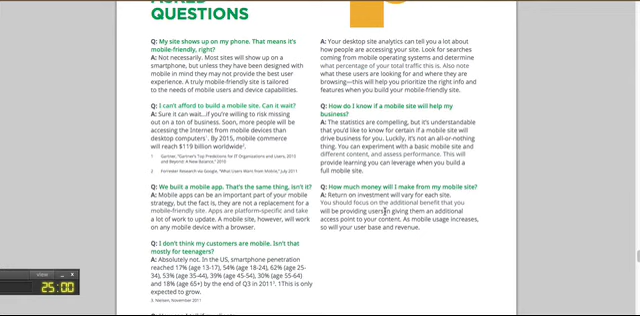 QUESTIONS
Q: My site shows up on my phone. That means it's
mobile-friendly, right?
A: Not necessarily. Most sites will show up on a
smartphone, but unless they have been designed with
mobile in mind they may not provide the best user
experience. A truly mobile-friendly site is tailored
to the needs of mobile users and device capabilities.
Q: I can't afford to build a mobile site. Can it wait?
A: Sure it can wait...if you're willing to risk missing
out on a ton of business. Soon, more people will be
accessing the Internet from mobile devices than
desktop computers¹. By 2015, mobile commerce
will reach $119 billion worldwide².
1 Gartner, "Gartner's Top Predictions for IT Organizations and Users, 2010
and Beyond: A New Balance," 2010
2 Forrester Research via Google, "What Users Want from Mobile," July 2011
Q: We built a mobile app. That's the same thing, isn't it?
A: Mobile apps can be an important part of your mobile
strategy, but the fact is, they are not a replacement for a
mobile-friendly site. Apps are platform-specific and take
a lot of work to update. A mobile site, however, will work
on any mobile device with a browser.
Q: I don't think my customers are mobile. Isn't that
mostly for teenagers?
A: Absolutely not. In the US, smartphone penetration
reached 17% (age 13-17), 54% (age 18-24), 62% (age 25-
34), 53% (age 35-44), 39% (age 45-54), 30% (age 55-64)
and 18% (age 65+) by the end of Q3 in 2011³. This is only
expected to grow.
3. Nielsen, November 2011
A: Your desktop site analytics can tell you a lot about
how people are accessing your site. Look for searches
coming from mobile operating systems and determine
what percentage of your total traffic this is. Also note
what these users are looking for and where they are
browsing—this will help you prioritize the right info and
features when you build your mobile-friendly site.
Q: How do I know if a mobile site will help my
business?
A: The statistics are compelling, but it's understandable
that you'd like to know for certain if a mobile site will
drive business for you. Luckily, it's not an all-or-nothing
thing. You can experiment with a basic mobile site and
different content, and assess performance. This will
provide learning you can leverage when you build a
full mobile site.
Q: How much money will I make from my mobile site?
A: Return on investment will vary for each site.
You should focus on the additional benefit that you
will be providing users in giving them an additional
access point to your content. As mobile usage increases,
so will your user base and revenue.
view
25:00